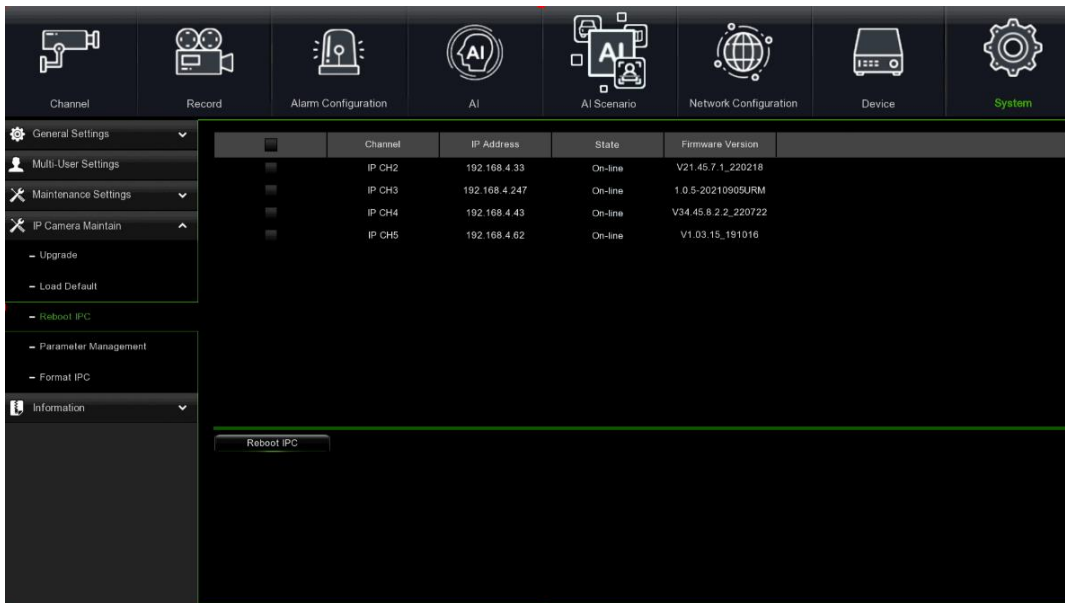 AI
AI
Channel Record Alarm Configuration AI AI Scenario Network Configuration Device System
General Settings
Multi-User Settings
Maintenance Settings
IP Camera Maintain
Upgrade
Load Default
Reboot IPC
Parameter Management
Format IPC
Information
Channel IP Address State Firmware Version
IP CH2 192.168.4.33 On-line V21.45.7.1_220218
IP CH3 192.168.4.247 On-line 1.0.5-20210905URM
IP CH4 192.168.4.43 On-line V34.45.8.2.2_220722
IP CH5 192.168.4.62 On-line V1.03.15_191016
Reboot IPC